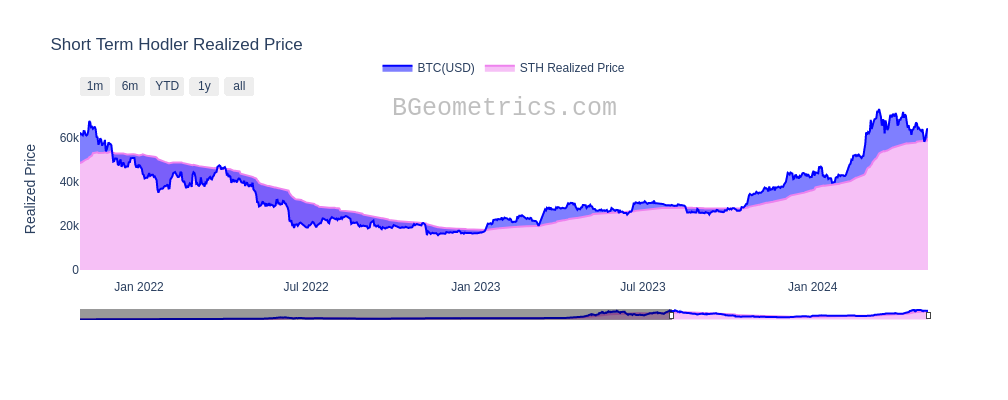 Short Term Hodler Realized Price
BTC(USD) STH Realized Price
1m 6m YTD 1y all
BGeometrics.com
Realized Price
60k
40k
20k
0
Jan 2022 Jul 2022 Jan 2023 Jul 2023 Jan 2024